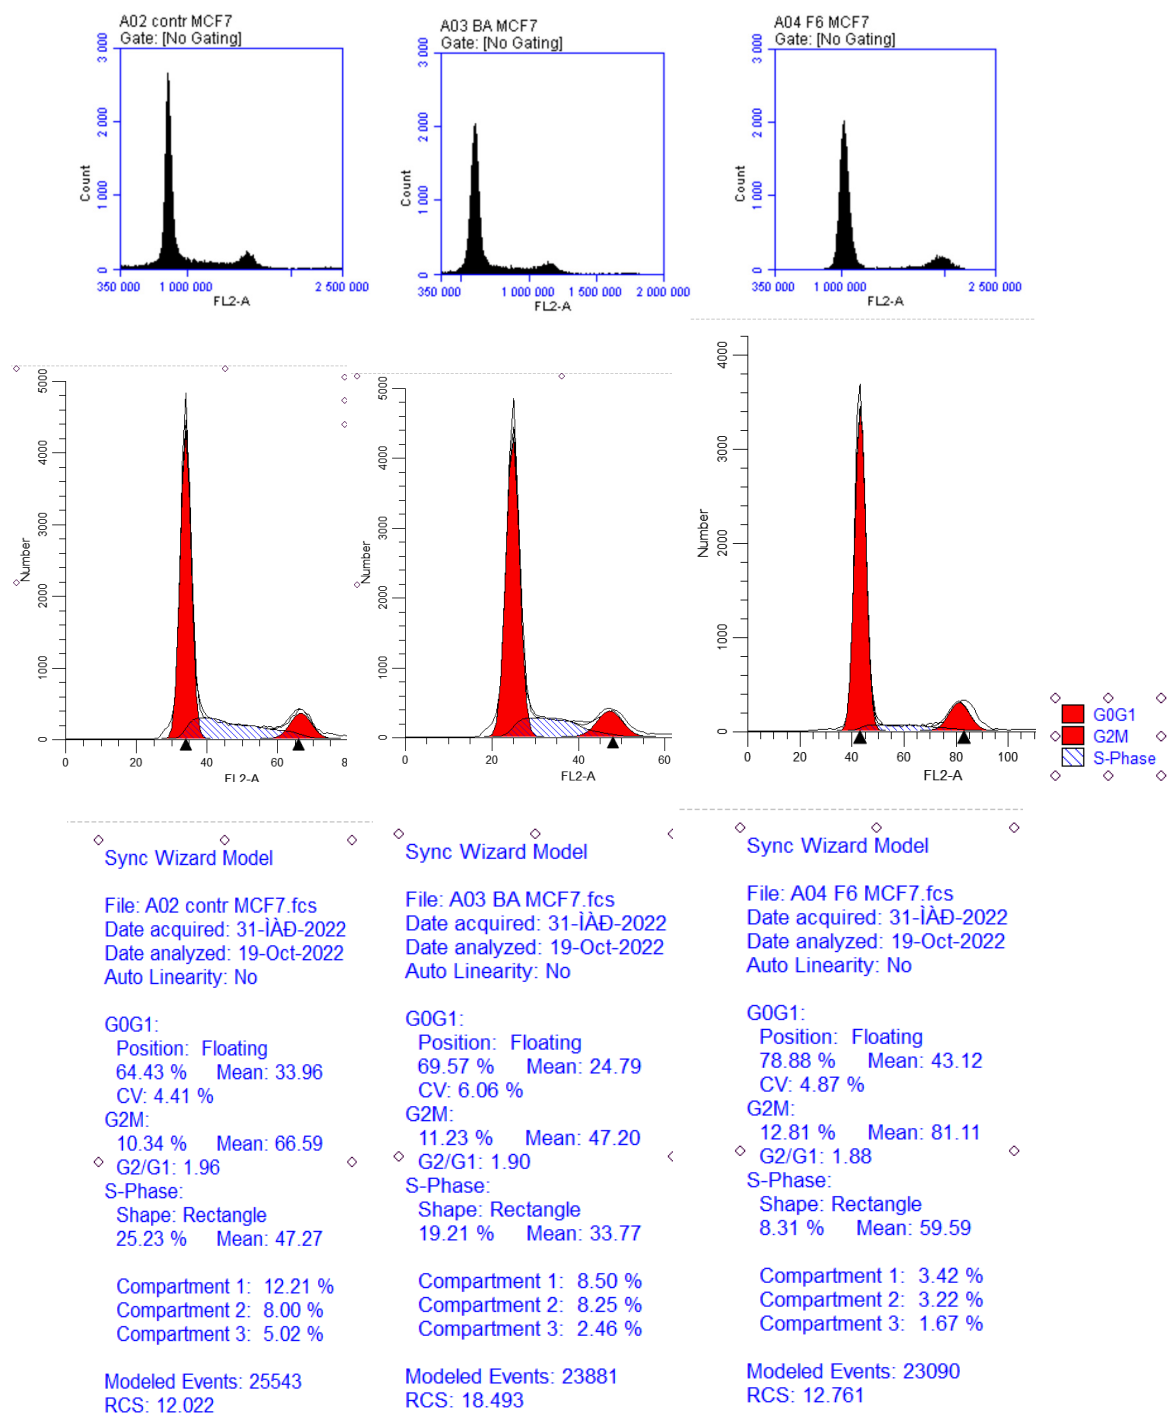 A02 contr MCF7
Gate: [No Gating]
3 000
2 000
1 000
0
Count
350 000 1 000 000 2 500 000
FL2-A
A03 BA MCF7
Gate: [No Gating]
3 000
2 000
1 000
0
Count
350 000 1 000 000 1 500 000 2 000 000
FL2-A
A04 F6 MCF7
Gate: [No Gating]
3 000
2 000
1 000
0
Count
350 000 1 000 000 2 500 000
FL2-A
5000
4000
3000
2000
1000
0
Number
0 20 40 60 8
FL2-A
5000
4000
3000
2000
1000
0
Number
0 20 40 60
FL2-A
4000
3000
2000
1000
0
Number
0 20 40 60 80 100
FL2-A
G0G1
G2M
S-Phase
Sync Wizard Model
File: A02 contr MCF7.fcs
Date acquired: 31-ÌÀÐ-2022
Date analyzed: 19-Oct-2022
Auto Linearity: No
G0G1:
Position: Floating
64.43 % Mean: 33.96
CV: 4.41 %
G2M:
10.34 % Mean: 66.59
G2/G1: 1.96
S-Phase:
Shape: Rectangle
25.23 % Mean: 47.27
Compartment 1: 12.21 %
Compartment 2: 8.00 %
Compartment 3: 5.02 %
Modeled Events: 25543
RCS: 12.022
Sync Wizard Model
File: A03 BA MCF7.fcs
Date acquired: 31-ÌÀÐ-2022
Date analyzed: 19-Oct-2022
Auto Linearity: No
G0G1:
Position: Floating
69.57 % Mean: 24.79
CV: 6.06 %
G2M:
11.23 % Mean: 47.20
G2/G1: 1.90
S-Phase:
Shape: Rectangle
19.21 % Mean: 33.77
Compartment 1: 8.50 %
Compartment 2: 8.25 %
Compartment 3: 2.46 %
Modeled Events: 23881
RCS: 18.493
Sync Wizard Model
File: A04 F6 MCF7.fcs
Date acquired: 31-ÌÀÐ-2022
Date analyzed: 19-Oct-2022
Auto Linearity: No
G0G1:
Position: Floating
78.88 % Mean: 43.12
CV: 4.87 %
G2M:
12.81 % Mean: 81.11
G2/G1: 1.88
S-Phase:
Shape: Rectangle
8.31 % Mean: 59.59
Compartment 1: 3.42 %
Compartment 2: 3.22 %
Compartment 3: 1.67 %
Modeled Events: 23090
RCS: 12.761